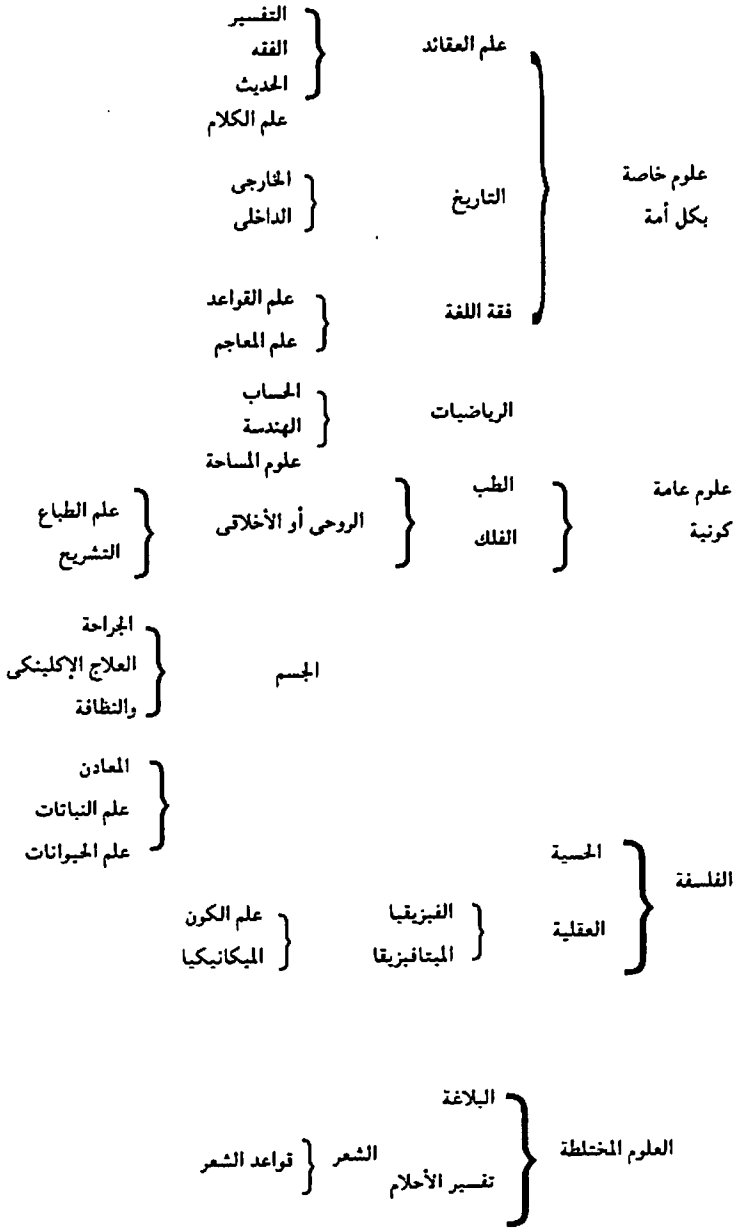 التفسير
علم العقائد
الفقه
الحديث
علم الكلام
علوم خاصة
بكل أمة
الخارجى
التاريخ
الداخلى
علم القواعد
فقة اللغة
علم المعاجم
الحساب
الرياضيات
الهندسة
علوم المساحة
علوم عامة
كونية
الطب
الفلك
الروحى أو الأخلاقى
علم الطباع
التشريح
الجراحة
الجسم
العلاج الإكلينكى
والنظافة
المعادن
علم النباتات
علم الحيوانات
الفلسفة
الحسية
العقلية
الفيزيقيا
الميتافيزيقا
علم الكون
الميكانيكيا
العلوم المختلطة
البلاغة
الشعر
قواعد الشعر
تفسير الأحلام